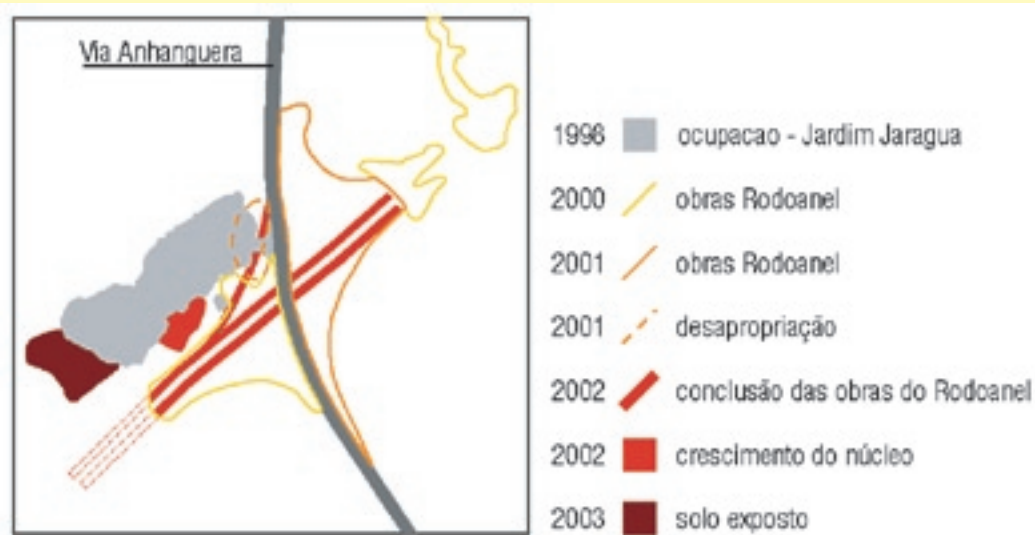 Via Anhanguera
1996 ocupacao - Jardim Jaragua
2000 obras Rodoanel
2001 obras Rodoanel
2001 desapropriação
2002 conclusão das obras do Rodoanel
2002 crescimento do núcleo
2003 solo exposto